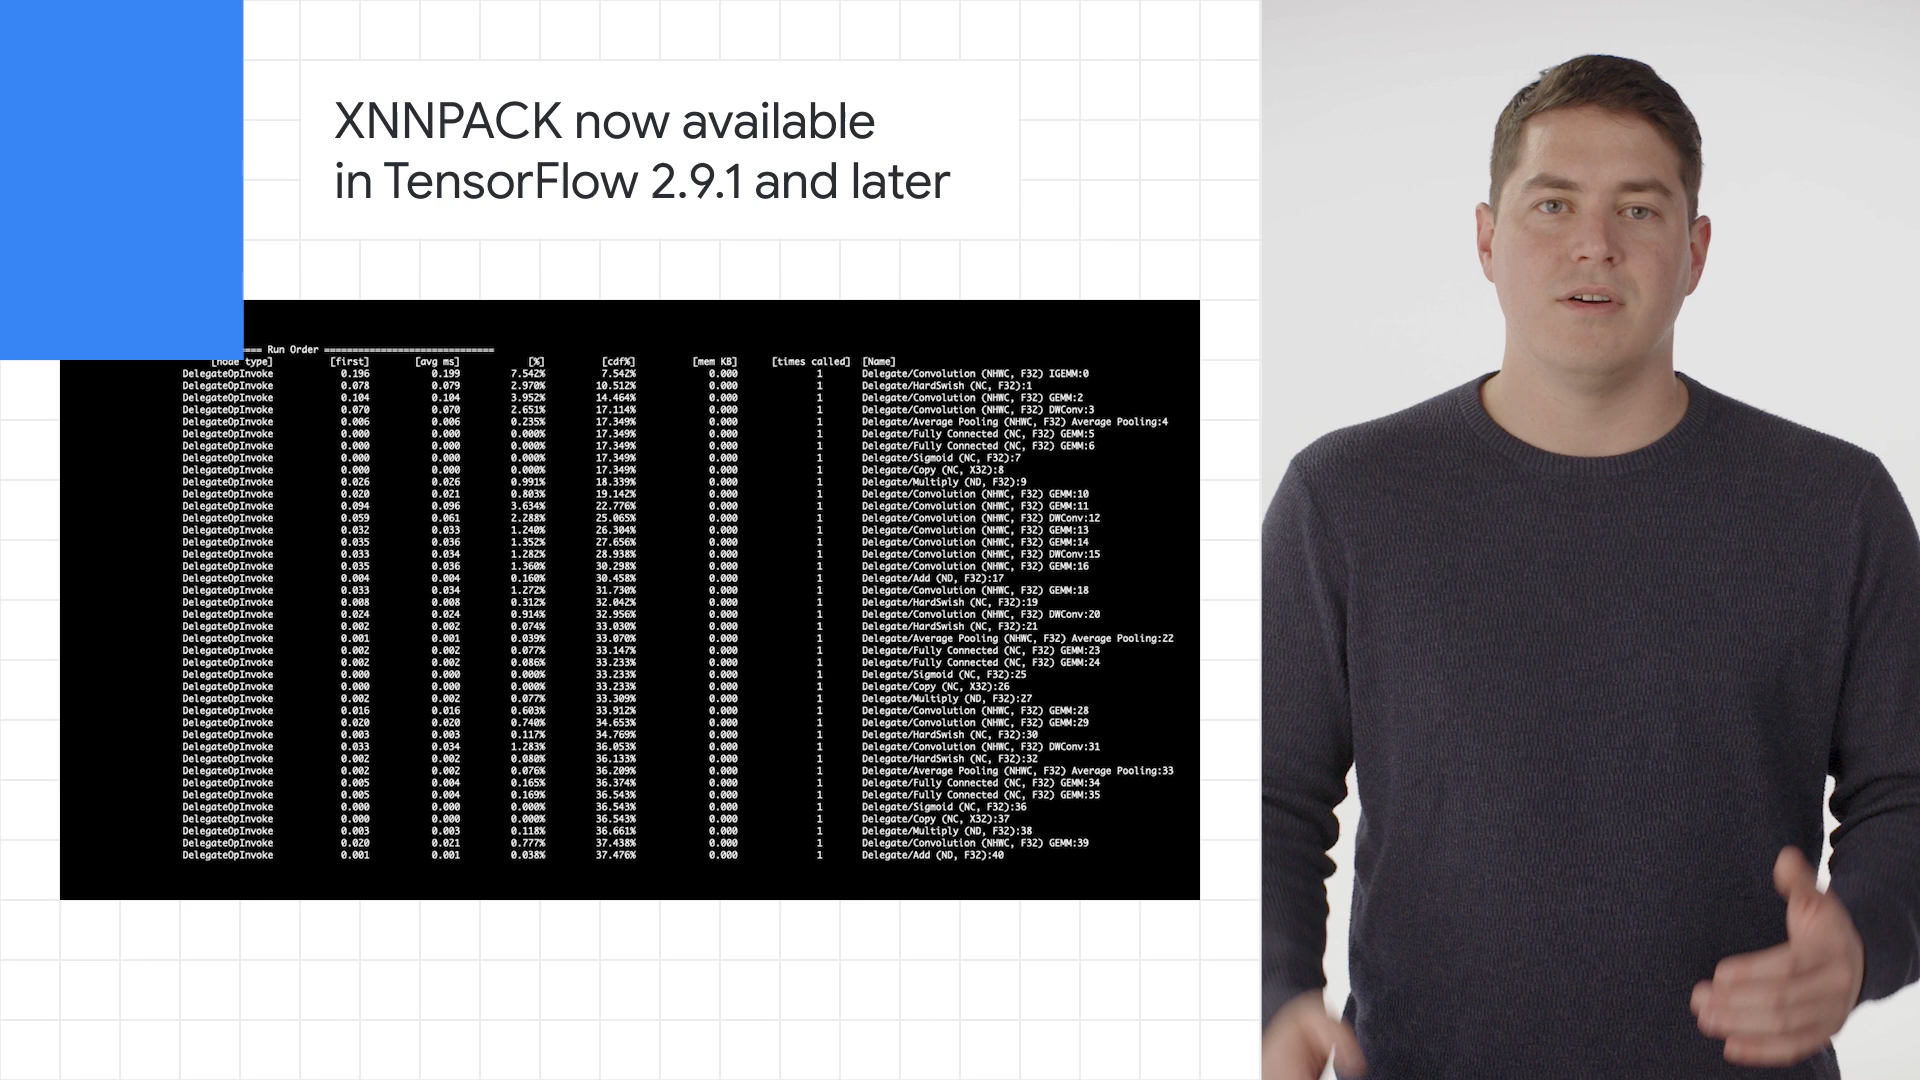 XNNPACK now available
in TensorFlow 2.9.1 and later
==== Run Order ==============================
[node type] [first] [avg ms] [%] [cdf%] [mem KB] [times called] [Name]
DelegateOpInvoke 0.196 0.199 7.542% 7.542% 0.000 1 Delegate/Convolution (NHWC, F32) IGEMM:0
DelegateOpInvoke 0.078 0.079 2.970% 10.512% 0.000 1 Delegate/HardSwish (NC, F32):1
DelegateOpInvoke 0.104 0.104 3.952% 14.464% 0.000 1 Delegate/Convolution (NHWC, F32) GEMM:2
DelegateOpInvoke 0.070 0.070 2.651% 17.114% 0.000 1 Delegate/Convolution (NHWC, F32) DWConv:3
DelegateOpInvoke 0.006 0.006 0.235% 17.349% 0.000 1 Delegate/Average Pooling (NHWC, F32) Average Pooling:4
DelegateOpInvoke 0.000 0.000 0.000% 17.349% 0.000 1 Delegate/Fully Connected (NC, F32) GEMM:5
DelegateOpInvoke 0.000 0.000 0.000% 17.349% 0.000 1 Delegate/Fully Connected (NC, F32) GEMM:6
DelegateOpInvoke 0.000 0.000 0.000% 17.349% 0.000 1 Delegate/Sigmoid (NC, F32):7
DelegateOpInvoke 0.000 0.000 0.000% 17.349% 0.000 1 Delegate/Copy (NC, X32):8
DelegateOpInvoke 0.026 0.026 0.991% 18.339% 0.000 1 Delegate/Multiply (ND, F32):9
DelegateOpInvoke 0.020 0.021 0.803% 19.142% 0.000 1 Delegate/Convolution (NHWC, F32) GEMM:10
DelegateOpInvoke 0.094 0.096 3.634% 22.776% 0.000 1 Delegate/Convolution (NHWC, F32) GEMM:11
DelegateOpInvoke 0.059 0.061 2.288% 25.065% 0.000 1 Delegate/Convolution (NHWC, F32) DWConv:12
DelegateOpInvoke 0.032 0.033 1.240% 26.304% 0.000 1 Delegate/Convolution (NHWC, F32) GEMM:13
DelegateOpInvoke 0.035 0.036 1.352% 27.656% 0.000 1 Delegate/Convolution (NHWC, F32) GEMM:14
DelegateOpInvoke 0.033 0.034 1.282% 28.938% 0.000 1 Delegate/Convolution (NHWC, F32) DWConv:15
DelegateOpInvoke 0.035 0.036 1.360% 30.298% 0.000 1 Delegate/Convolution (NHWC, F32) GEMM:16
DelegateOpInvoke 0.004 0.004 0.160% 30.458% 0.000 1 Delegate/Add (ND, F32):17
DelegateOpInvoke 0.033 0.034 1.272% 31.730% 0.000 1 Delegate/Convolution (NHWC, F32) GEMM:18
DelegateOpInvoke 0.008 0.008 0.312% 32.042% 0.000 1 Delegate/HardSwish (NC, F32):19
DelegateOpInvoke 0.024 0.024 0.914% 32.956% 0.000 1 Delegate/Convolution (NHWC, F32) DWConv:20
DelegateOpInvoke 0.002 0.002 0.074% 33.030% 0.000 1 Delegate/HardSwish (NC, F32):21
DelegateOpInvoke 0.001 0.001 0.039% 33.070% 0.000 1 Delegate/Average Pooling (NHWC, F32) Average Pooling:22
DelegateOpInvoke 0.002 0.002 0.077% 33.147% 0.000 1 Delegate/Fully Connected (NC, F32) GEMM:23
DelegateOpInvoke 0.002 0.002 0.086% 33.233% 0.000 1 Delegate/Fully Connected (NC, F32) GEMM:24
DelegateOpInvoke 0.000 0.000 0.000% 33.233% 0.000 1 Delegate/Sigmoid (NC, F32):25
DelegateOpInvoke 0.000 0.000 0.000% 33.233% 0.000 1 Delegate/Copy (NC, X32):26
DelegateOpInvoke 0.002 0.002 0.077% 33.309% 0.000 1 Delegate/Multiply (ND, F32):27
DelegateOpInvoke 0.016 0.016 0.603% 33.912% 0.000 1 Delegate/Convolution (NHWC, F32) GEMM:28
DelegateOpInvoke 0.020 0.020 0.740% 34.653% 0.000 1 Delegate/Convolution (NHWC, F32) GEMM:29
DelegateOpInvoke 0.003 0.003 0.117% 34.769% 0.000 1 Delegate/HardSwish (NC, F32):30
DelegateOpInvoke 0.033 0.034 1.283% 36.053% 0.000 1 Delegate/Convolution (NHWC, F32) DWConv:31
DelegateOpInvoke 0.002 0.002 0.080% 36.133% 0.000 1 Delegate/HardSwish (NC, F32):32
DelegateOpInvoke 0.002 0.002 0.076% 36.209% 0.000 1 Delegate/Average Pooling (NHWC, F32) Average Pooling:33
DelegateOpInvoke 0.005 0.004 0.165% 36.374% 0.000 1 Delegate/Fully Connected (NC, F32) GEMM:34
DelegateOpInvoke 0.005 0.004 0.169% 36.543% 0.000 1 Delegate/Fully Connected (NC, F32) GEMM:35
DelegateOpInvoke 0.000 0.000 0.000% 36.543% 0.000 1 Delegate/Sigmoid (NC, F32):36
DelegateOpInvoke 0.000 0.000 0.000% 36.543% 0.000 1 Delegate/Copy (NC, X32):37
DelegateOpInvoke 0.003 0.003 0.118% 36.661% 0.000 1 Delegate/Multiply (ND, F32):38
DelegateOpInvoke 0.020 0.021 0.777% 37.438% 0.000 1 Delegate/Convolution (NHWC, F32) GEMM:39
DelegateOpInvoke 0.001 0.001 0.038% 37.476% 0.000 1 Delegate/Add (ND, F32):40